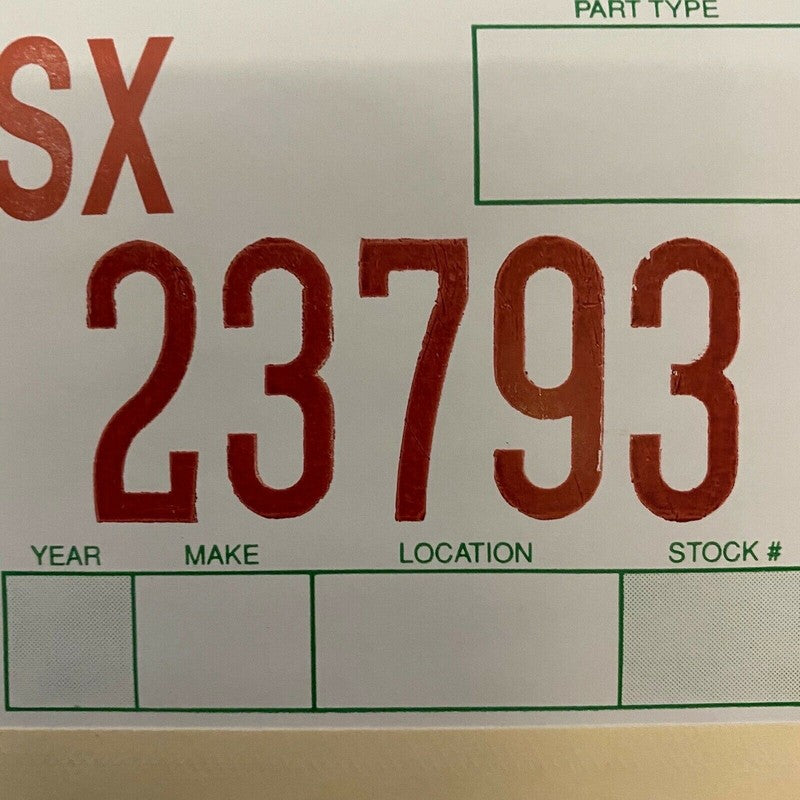 PART TYPE
SX
23793
YEAR MAKE LOCATION STOCK #